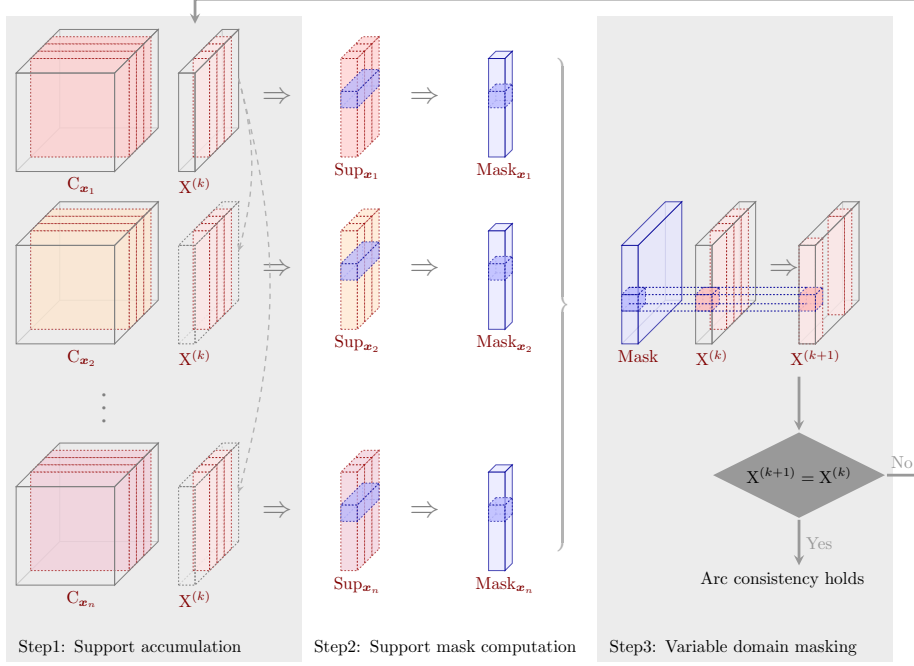 C𝒙₁ X⁽ᵏ⁾ Sup𝒙₁ Mask𝒙₁
⇒ ⇒
C𝒙₂ X⁽ᵏ⁾ Sup𝒙₂ Mask𝒙₂
⇒ ⇒
⋮
C𝒙ₙ X⁽ᵏ⁾ Sup𝒙ₙ Mask𝒙ₙ
⇒ ⇒
⇒
Mask X⁽ᵏ⁾ X⁽ᵏ⁺¹⁾
X⁽ᵏ⁺¹⁾ = X⁽ᵏ⁾
No
Yes
Arc consistency holds
Step1: Support accumulation
Step2: Support mask computation
Step3: Variable domain masking